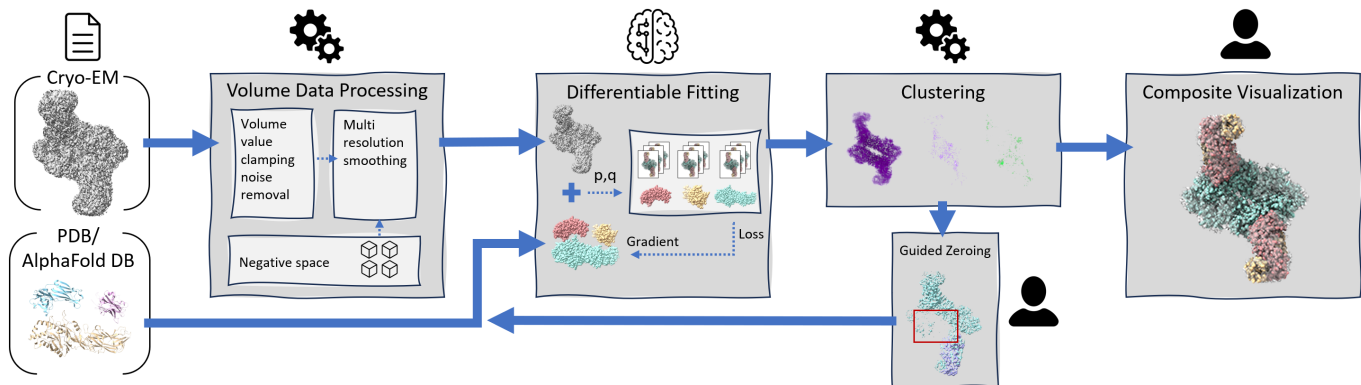 Cryo-EM
PDB/
AlphaFold DB
Volume Data Processing
Volume
value
clamping
noise
removal
Multi
resolution
smoothing
Negative space
Differentiable Fitting
p,q
Gradient
Loss
Clustering
Guided Zeroing
Composite Visualization